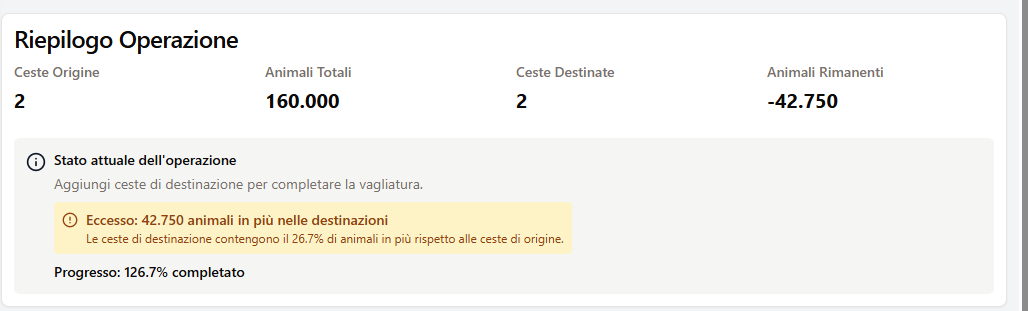 Riepilogo Operazione
Ceste Origine
2
Animali Totali
160.000
Ceste Destinate
2
Animali Rimanenti
-42.750
Stato attuale dell'operazione
Aggiungi ceste di destinazione per completare la vagliatura.
Eccesso: 42.750 animali in più nelle destinazioni
Le ceste di destinazione contengono il 26.7% di animali in più rispetto alle ceste di origine.
Progresso: 126.7% completato